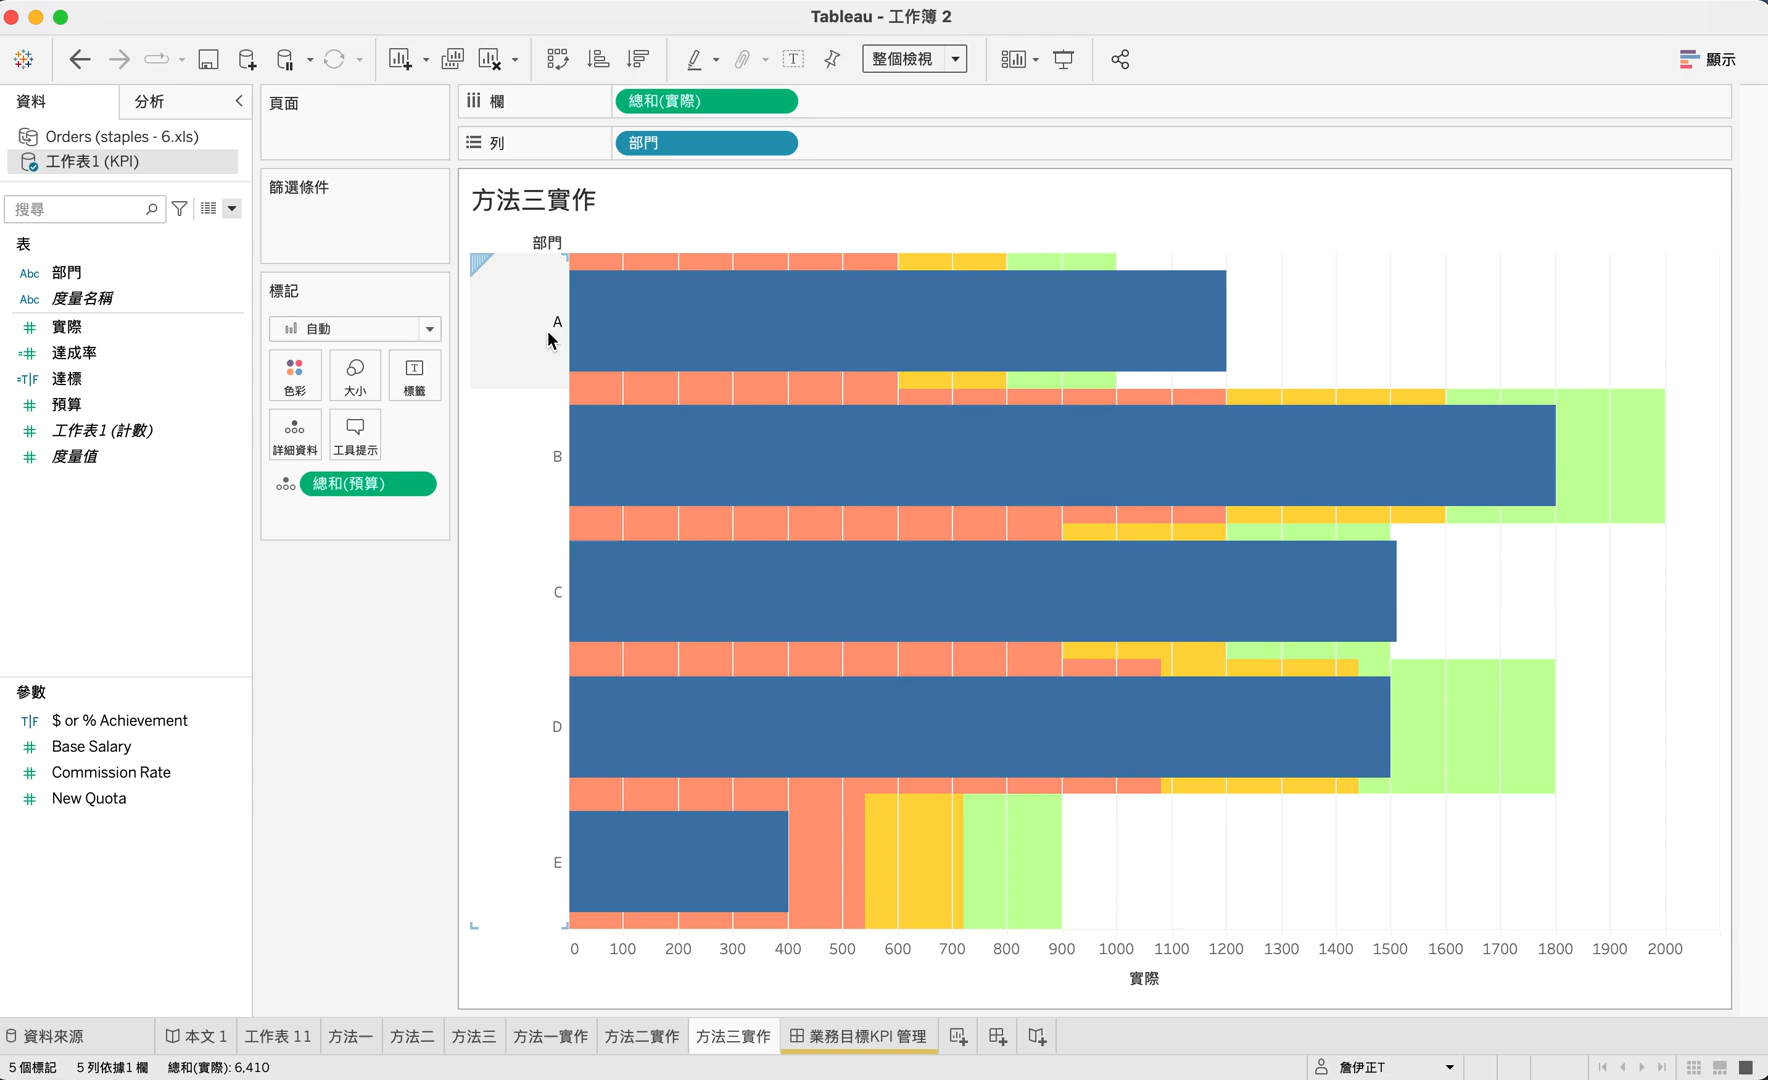 Tableau - 工作簿 2
整個檢視
顯示
資料
分析
Orders (staples - 6.xls)
工作表1 (KPI)
搜尋
表
Abc 部門
Abc 度量名稱
實際
達成率
=T|F 達標
預算
工作表1 (計數)
度量值
參數
T|F $ or % Achievement
Base Salary
Commission Rate
New Quota
頁面
篩選條件
標記
自動
色彩
大小
標籤
詳細資料
工具提示
總和(預算)
欄
總和(實際)
列
部門
方法三實作
部門
A
B
C
D
E
0 100 200 300 400 500 600 700 800 900 1000 1100 1200 1300 1400 1500 1600 1700 1800 1900 2000
實際
資料來源
本文 1
工作表 11
方法一
方法二
方法三
方法一實作
方法二實作
方法三實作
業務目標KPI 管理
5 個標記
5 列依據1 欄
總和(實際): 6,410
詹伊正T